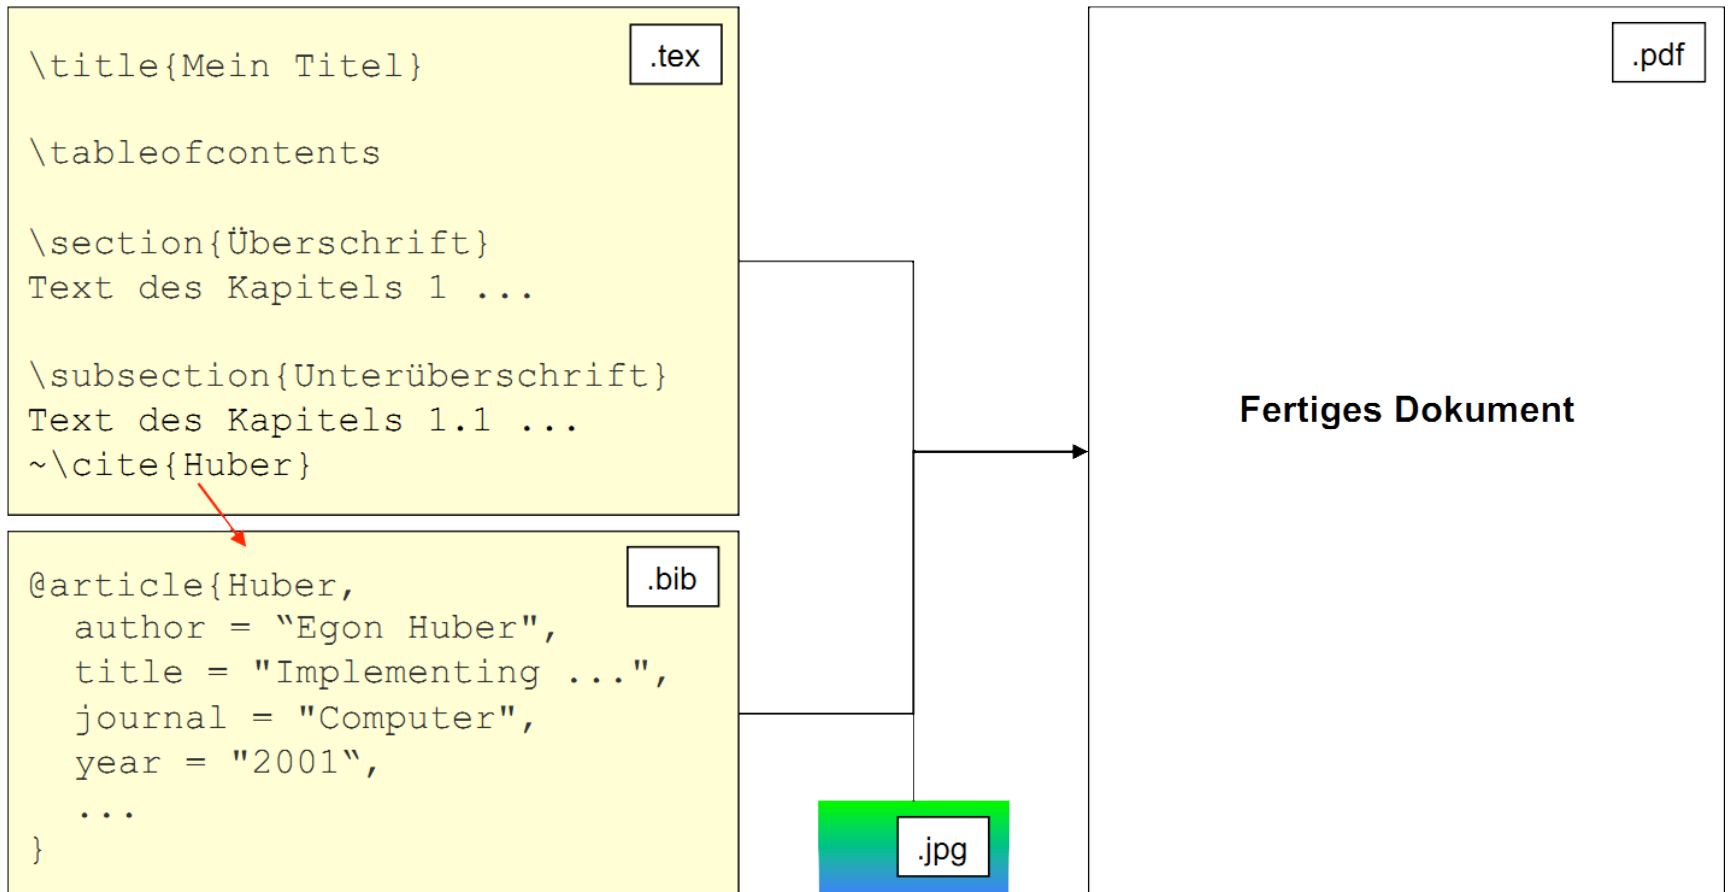 .tex
\title{Mein Titel}
\tableofcontents
\section{Überschrift}
Text des Kapitels 1 ...
\subsection{Unterüberschrift}
Text des Kapitels 1.1 ...
~\cite{Huber}
.bib
@article{Huber,
author = “Egon Huber",
title = "Implementing ...",
journal = "Computer",
year = "2001“,
...
}
.jpg
.pdf
Fertiges Dokument